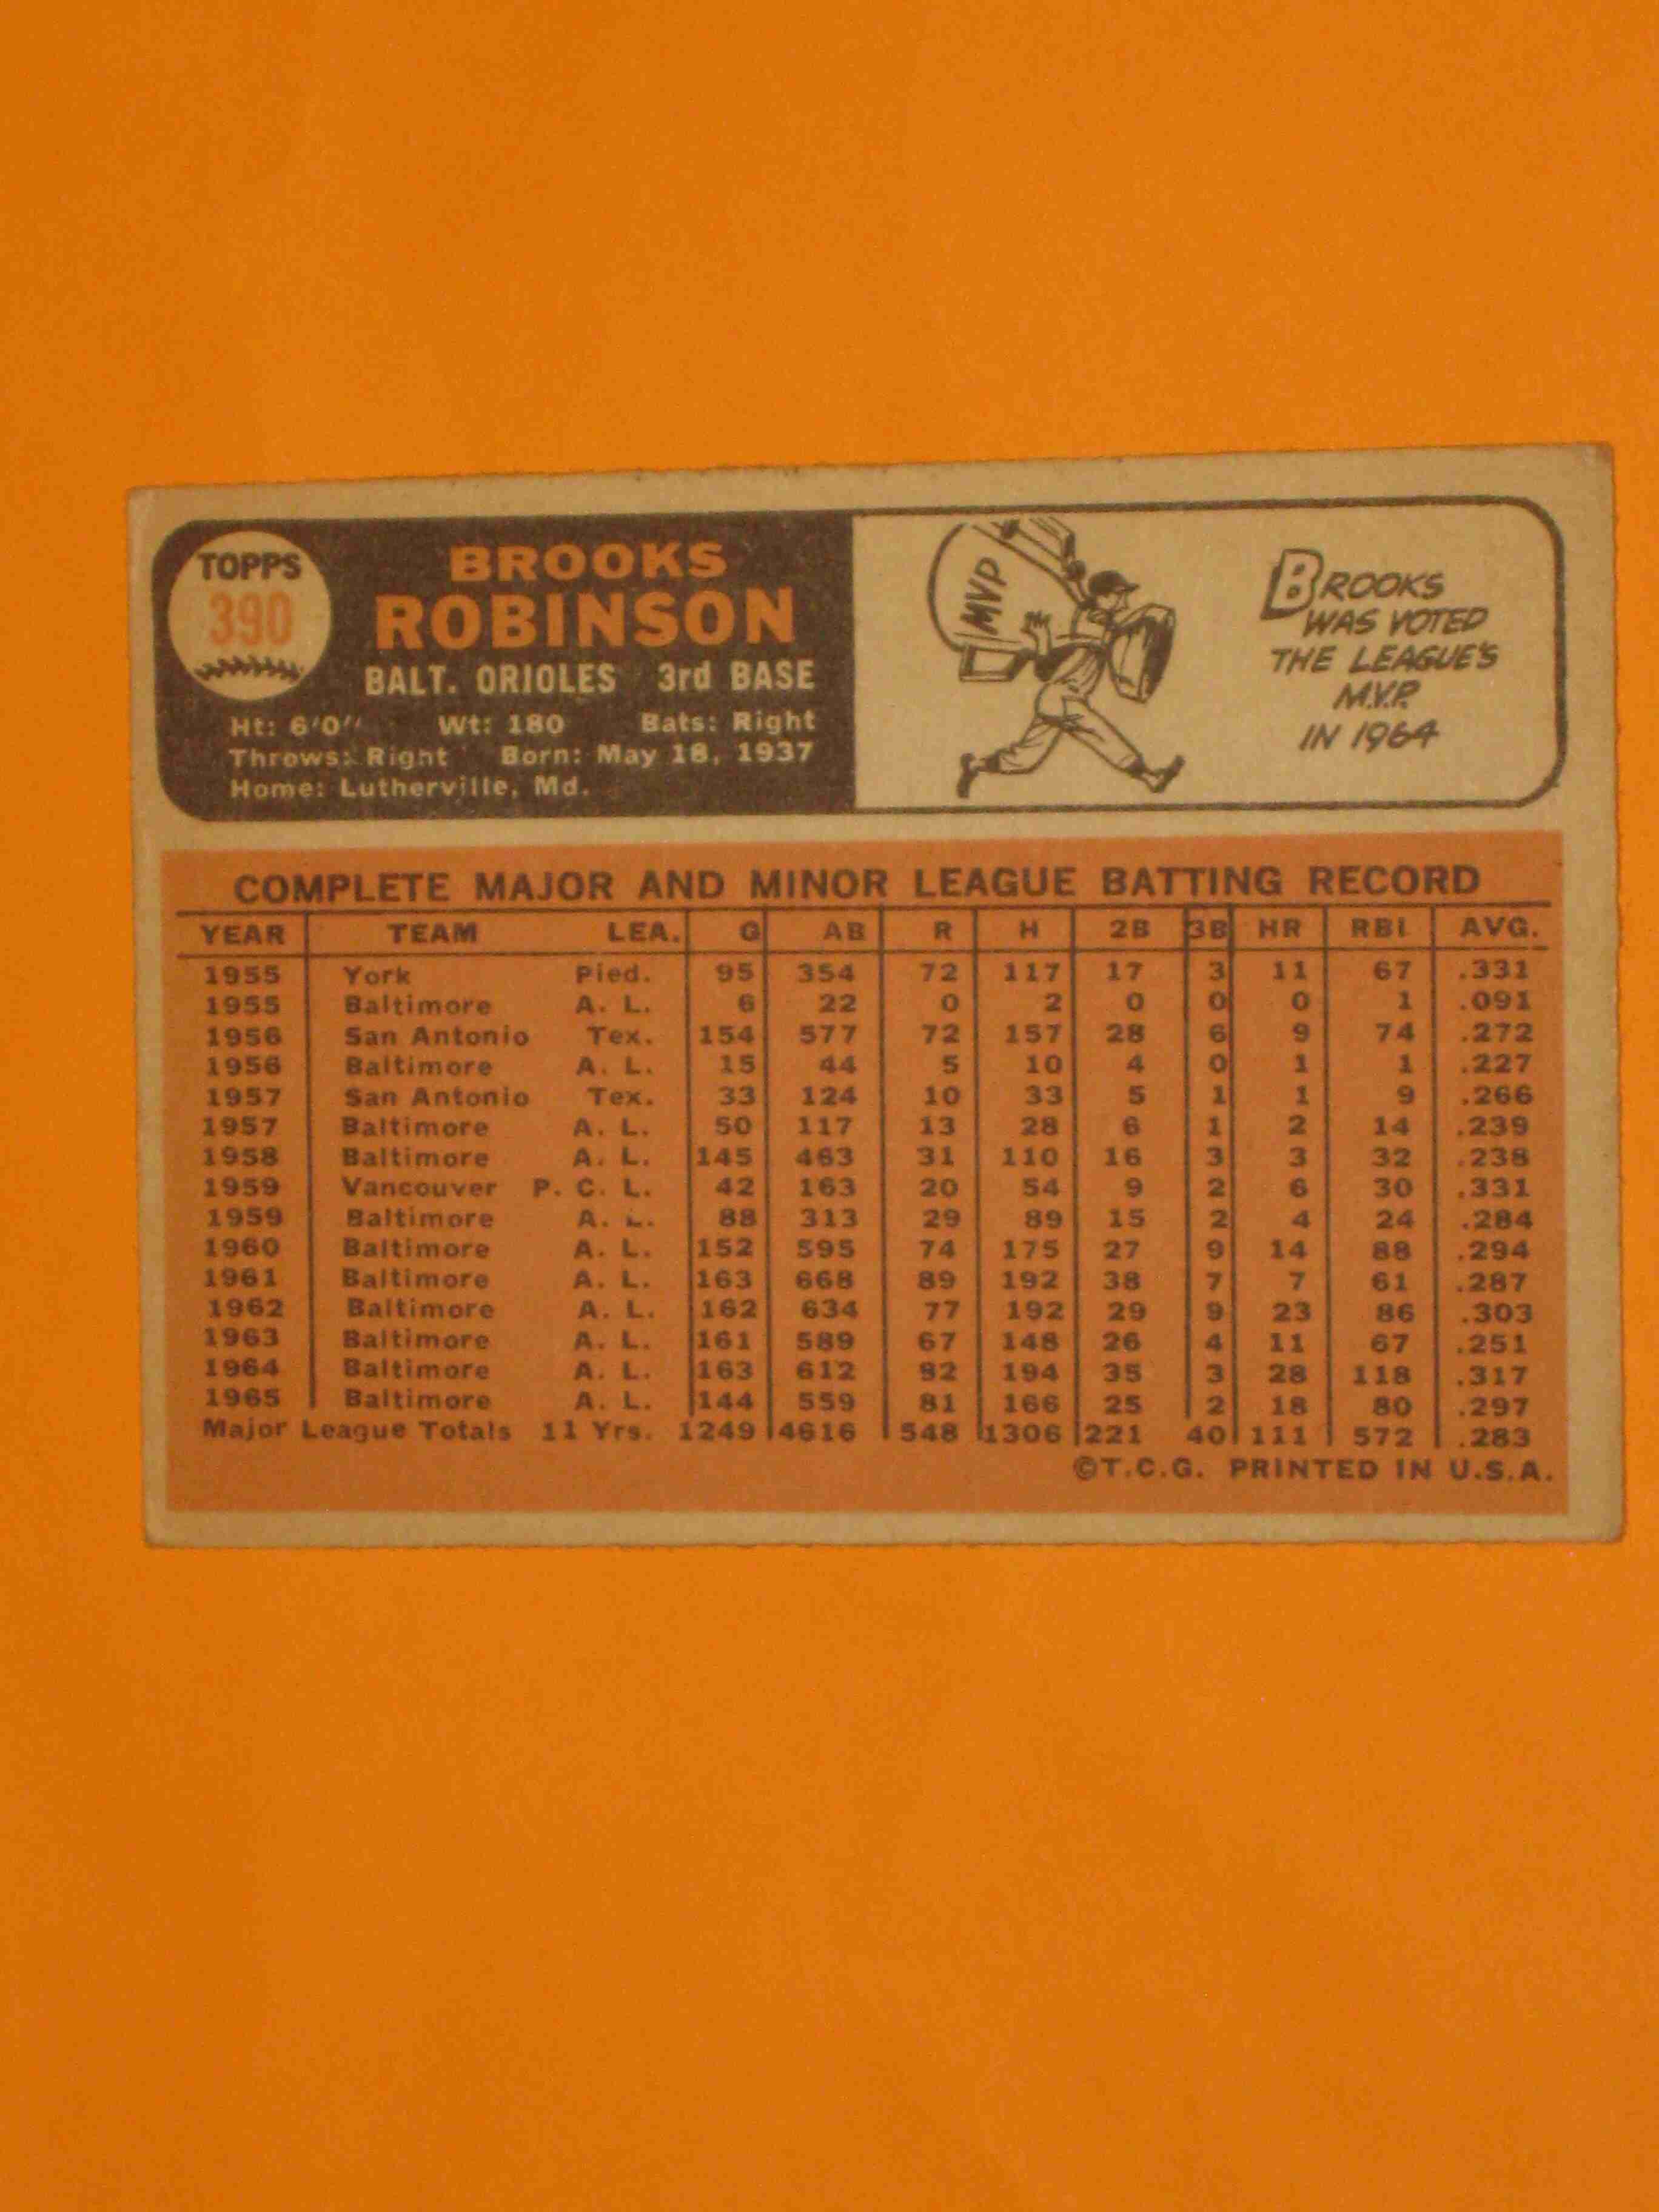 TOPPS
390
BROOKS
ROBINSON
BALT. ORIOLES 3rd BASE
Ht: 6'0" Wt: 180 Bats: Right
Throws: Right Born: May 18, 1937
Home: Lutherville, Md.
MVP
BROOKS
WAS VOTED
THE LEAGUE'S
M.V.P.
IN 1964
COMPLETE MAJOR AND MINOR LEAGUE BATTING RECORD
YEAR TEAM LEA. G AB R H 2B 3B HR RBI AVG.
1955 York Pied. 95 354 72 117 17 3 11 67 .331
1955 Baltimore A. L. 6 22 0 2 0 0 0 1 .091
1956 San Antonio Tex. 154 577 72 157 28 6 9 74 .272
1956 Baltimore A. L. 15 44 5 10 4 0 1 1 .227
1957 San Antonio Tex. 33 124 10 33 5 1 1 9 .266
1957 Baltimore A. L. 50 117 13 28 6 1 2 14 .239
1958 Baltimore A. L. 145 463 31 110 16 3 3 32 .238
1959 Vancouver P. C. L. 42 163 20 54 9 2 6 30 .331
1959 Baltimore A. L. 88 313 29 89 15 2 4 24 .284
1960 Baltimore A. L. 152 595 74 175 27 9 14 88 .294
1961 Baltimore A. L. 163 668 89 192 38 7 7 61 .287
1962 Baltimore A. L. 162 634 77 192 29 9 23 86 .303
1963 Baltimore A. L. 161 589 67 148 26 4 11 67 .251
1964 Baltimore A. L. 163 612 82 194 35 3 28 118 .317
1965 Baltimore A. L. 144 559 81 166 25 2 18 80 .297
Major League Totals 11 Yrs. 1249 4616 548 1306 221 40 111 572 .283
©T.C.G. PRINTED IN U.S.A.